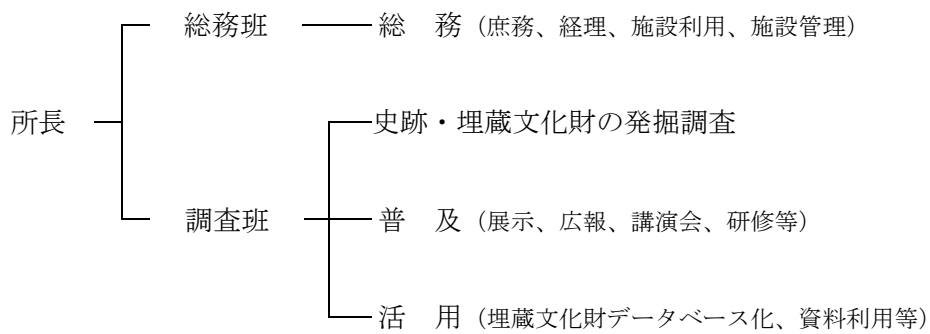 総務班 総　務（庶務、経理、施設利用、施設管理）
所長 史跡・埋蔵文化財の発掘調査
調査班 普　及（展示、広報、講演会、研修等）
活　用（埋蔵文化財データベース化、資料利用等）